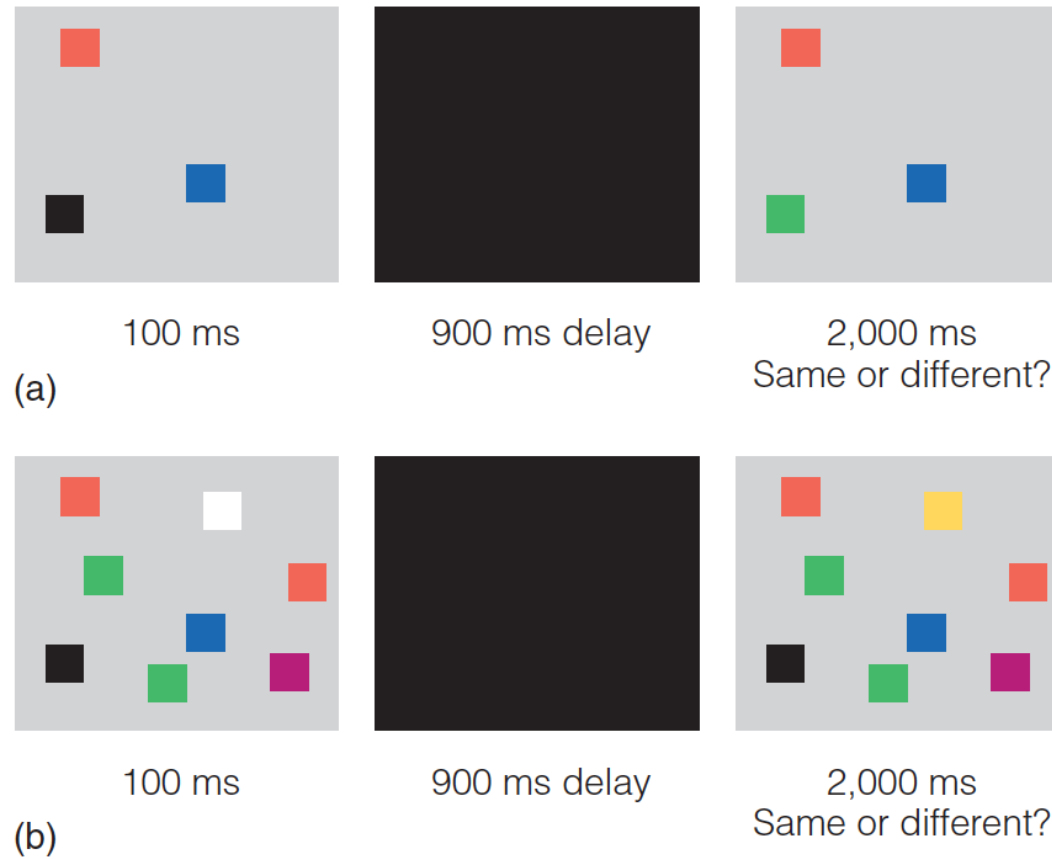 100 ms
900 ms delay
2,000 ms
Same or different?
(a)
100 ms
900 ms delay
2,000 ms
Same or different?
(b)